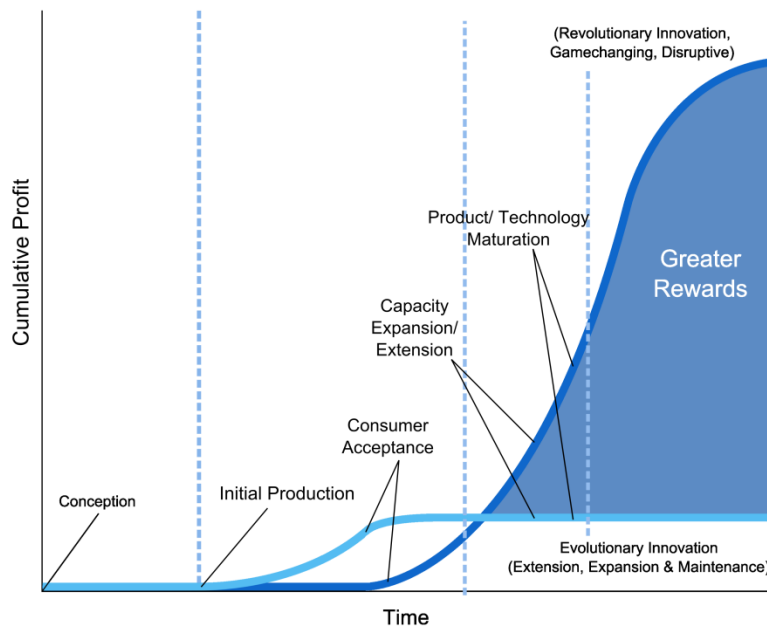 (Revolutionary Innovation,
Gamechanging, Disruptive)
Cumulative Profit
Product/ Technology
Maturation
Greater
Rewards
Capacity
Expansion/
Extension
Consumer
Acceptance
Conception
Initial Production
Evolutionary Innovation
(Extension, Expansion & Maintenance)
Time